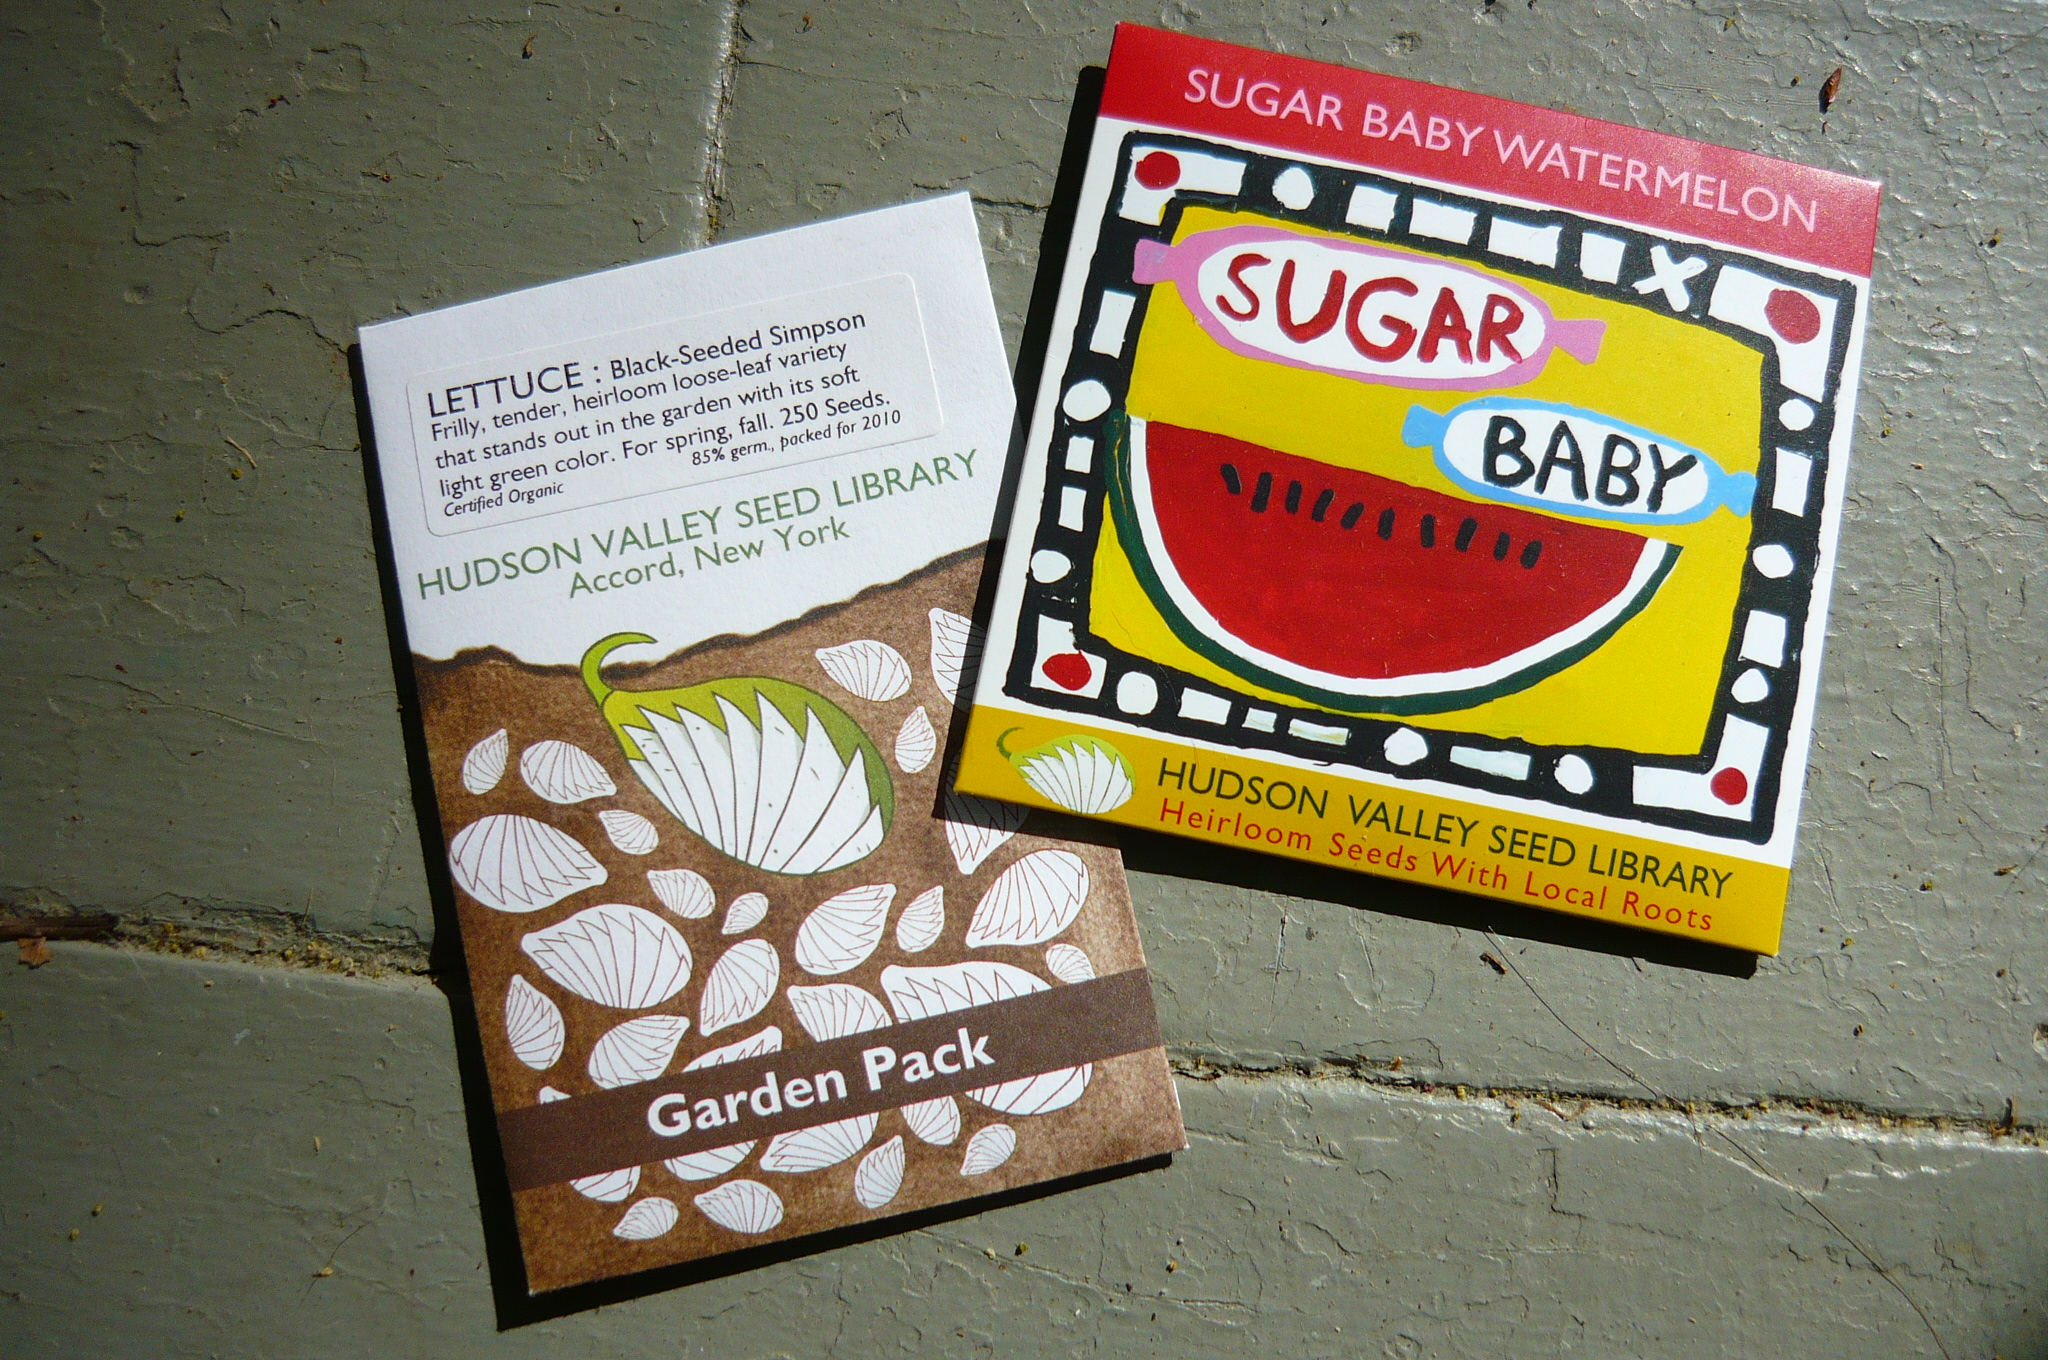 LETTUCE : Black-Seeded Simpson
Frilly, tender, heirloom loose-leaf variety
that stands out in the garden with its soft
light green color. For spring, fall. 250 Seeds.
Certified Organic 85% germ., packed for 2010
HUDSON VALLEY SEED LIBRARY
Accord, New York
Garden Pack
SUGAR BABY WATERMELON
SUGAR
BABY
HUDSON VALLEY SEED LIBRARY
Heirloom Seeds With Local Roots